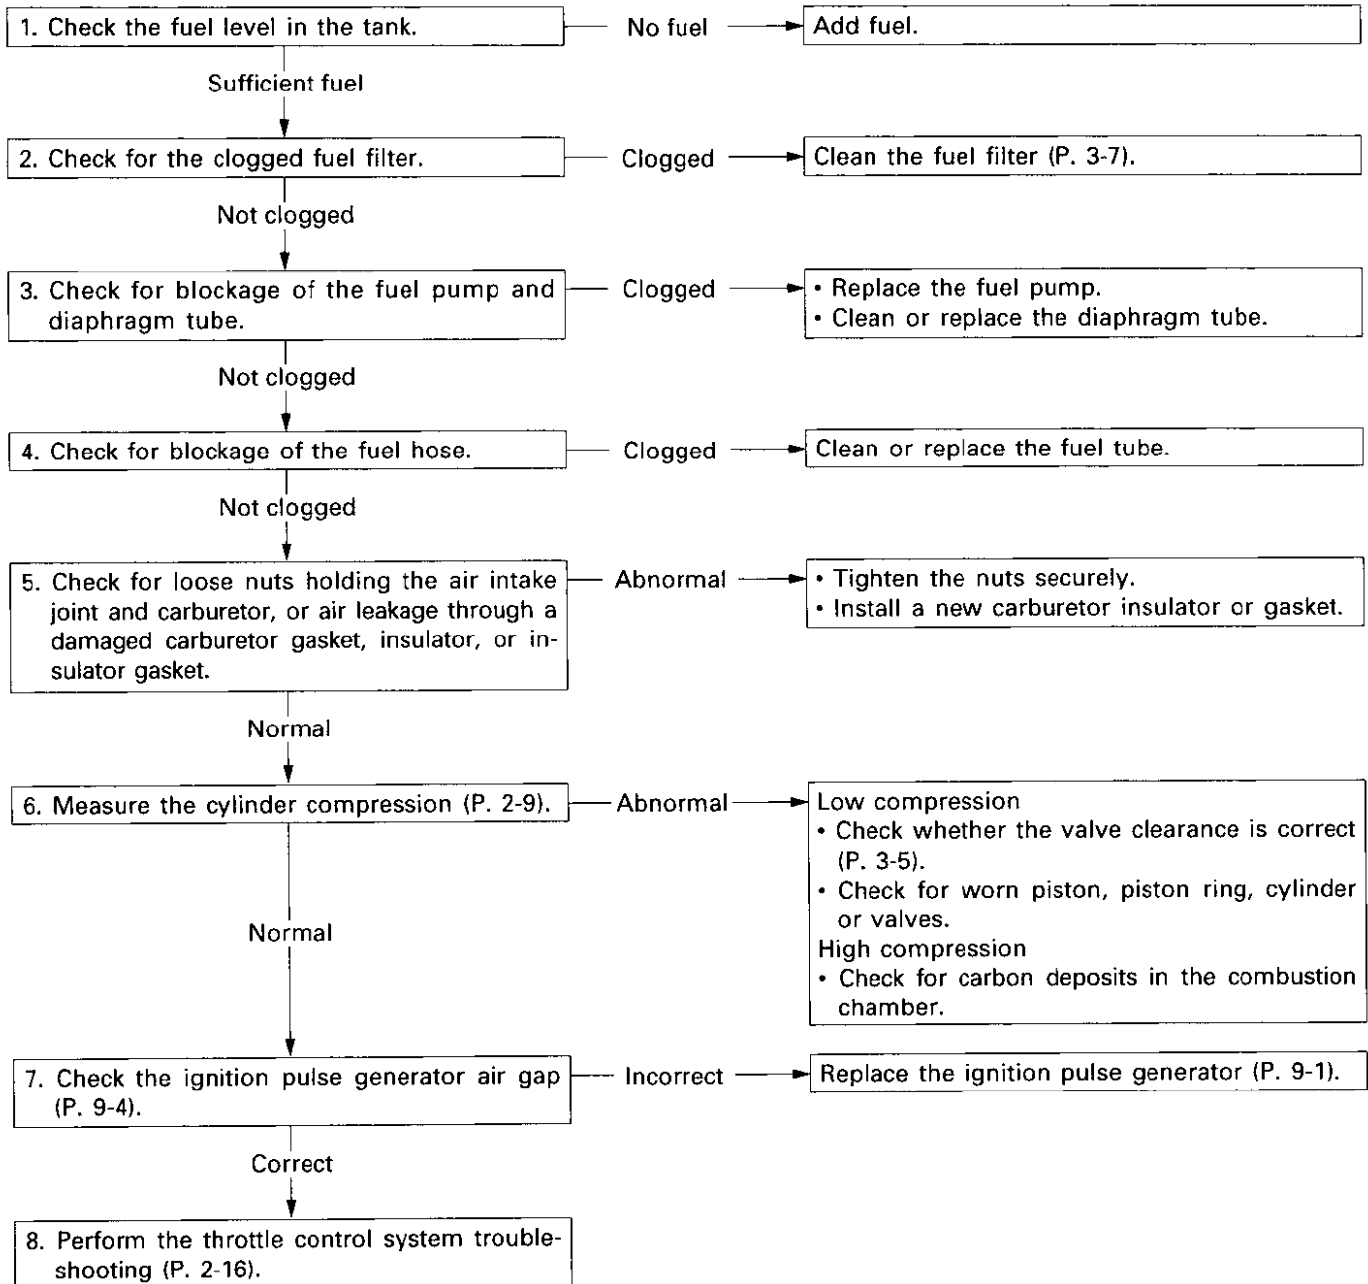 1. Check the fuel level in the tank.
No fuel
Add fuel.
Sufficient fuel
2. Check for the clogged fuel filter.
Clogged
Clean the fuel filter (P. 3-7).
Not clogged
3. Check for blockage of the fuel pump and
diaphragm tube.
Clogged
• Replace the fuel pump.
• Clean or replace the diaphragm tube.
Not clogged
4. Check for blockage of the fuel hose.
Clogged
Clean or replace the fuel tube.
Not clogged
5. Check for loose nuts holding the air intake
joint and carburetor, or air leakage through a
damaged carburetor gasket, insulator, or in-
sulator gasket.
Abnormal
• Tighten the nuts securely.
• Install a new carburetor insulator or gasket.
Normal
6. Measure the cylinder compression (P. 2-9).
Abnormal
Low compression
• Check whether the valve clearance is correct
(P. 3-5).
• Check for worn piston, piston ring, cylinder
or valves.
High compression
• Check for carbon deposits in the combustion
chamber.
Normal
7. Check the ignition pulse generator air gap
(P. 9-4).
Incorrect
Replace the ignition pulse generator (P. 9-1).
Correct
8. Perform the throttle control system trouble-
shooting (P. 2-16).